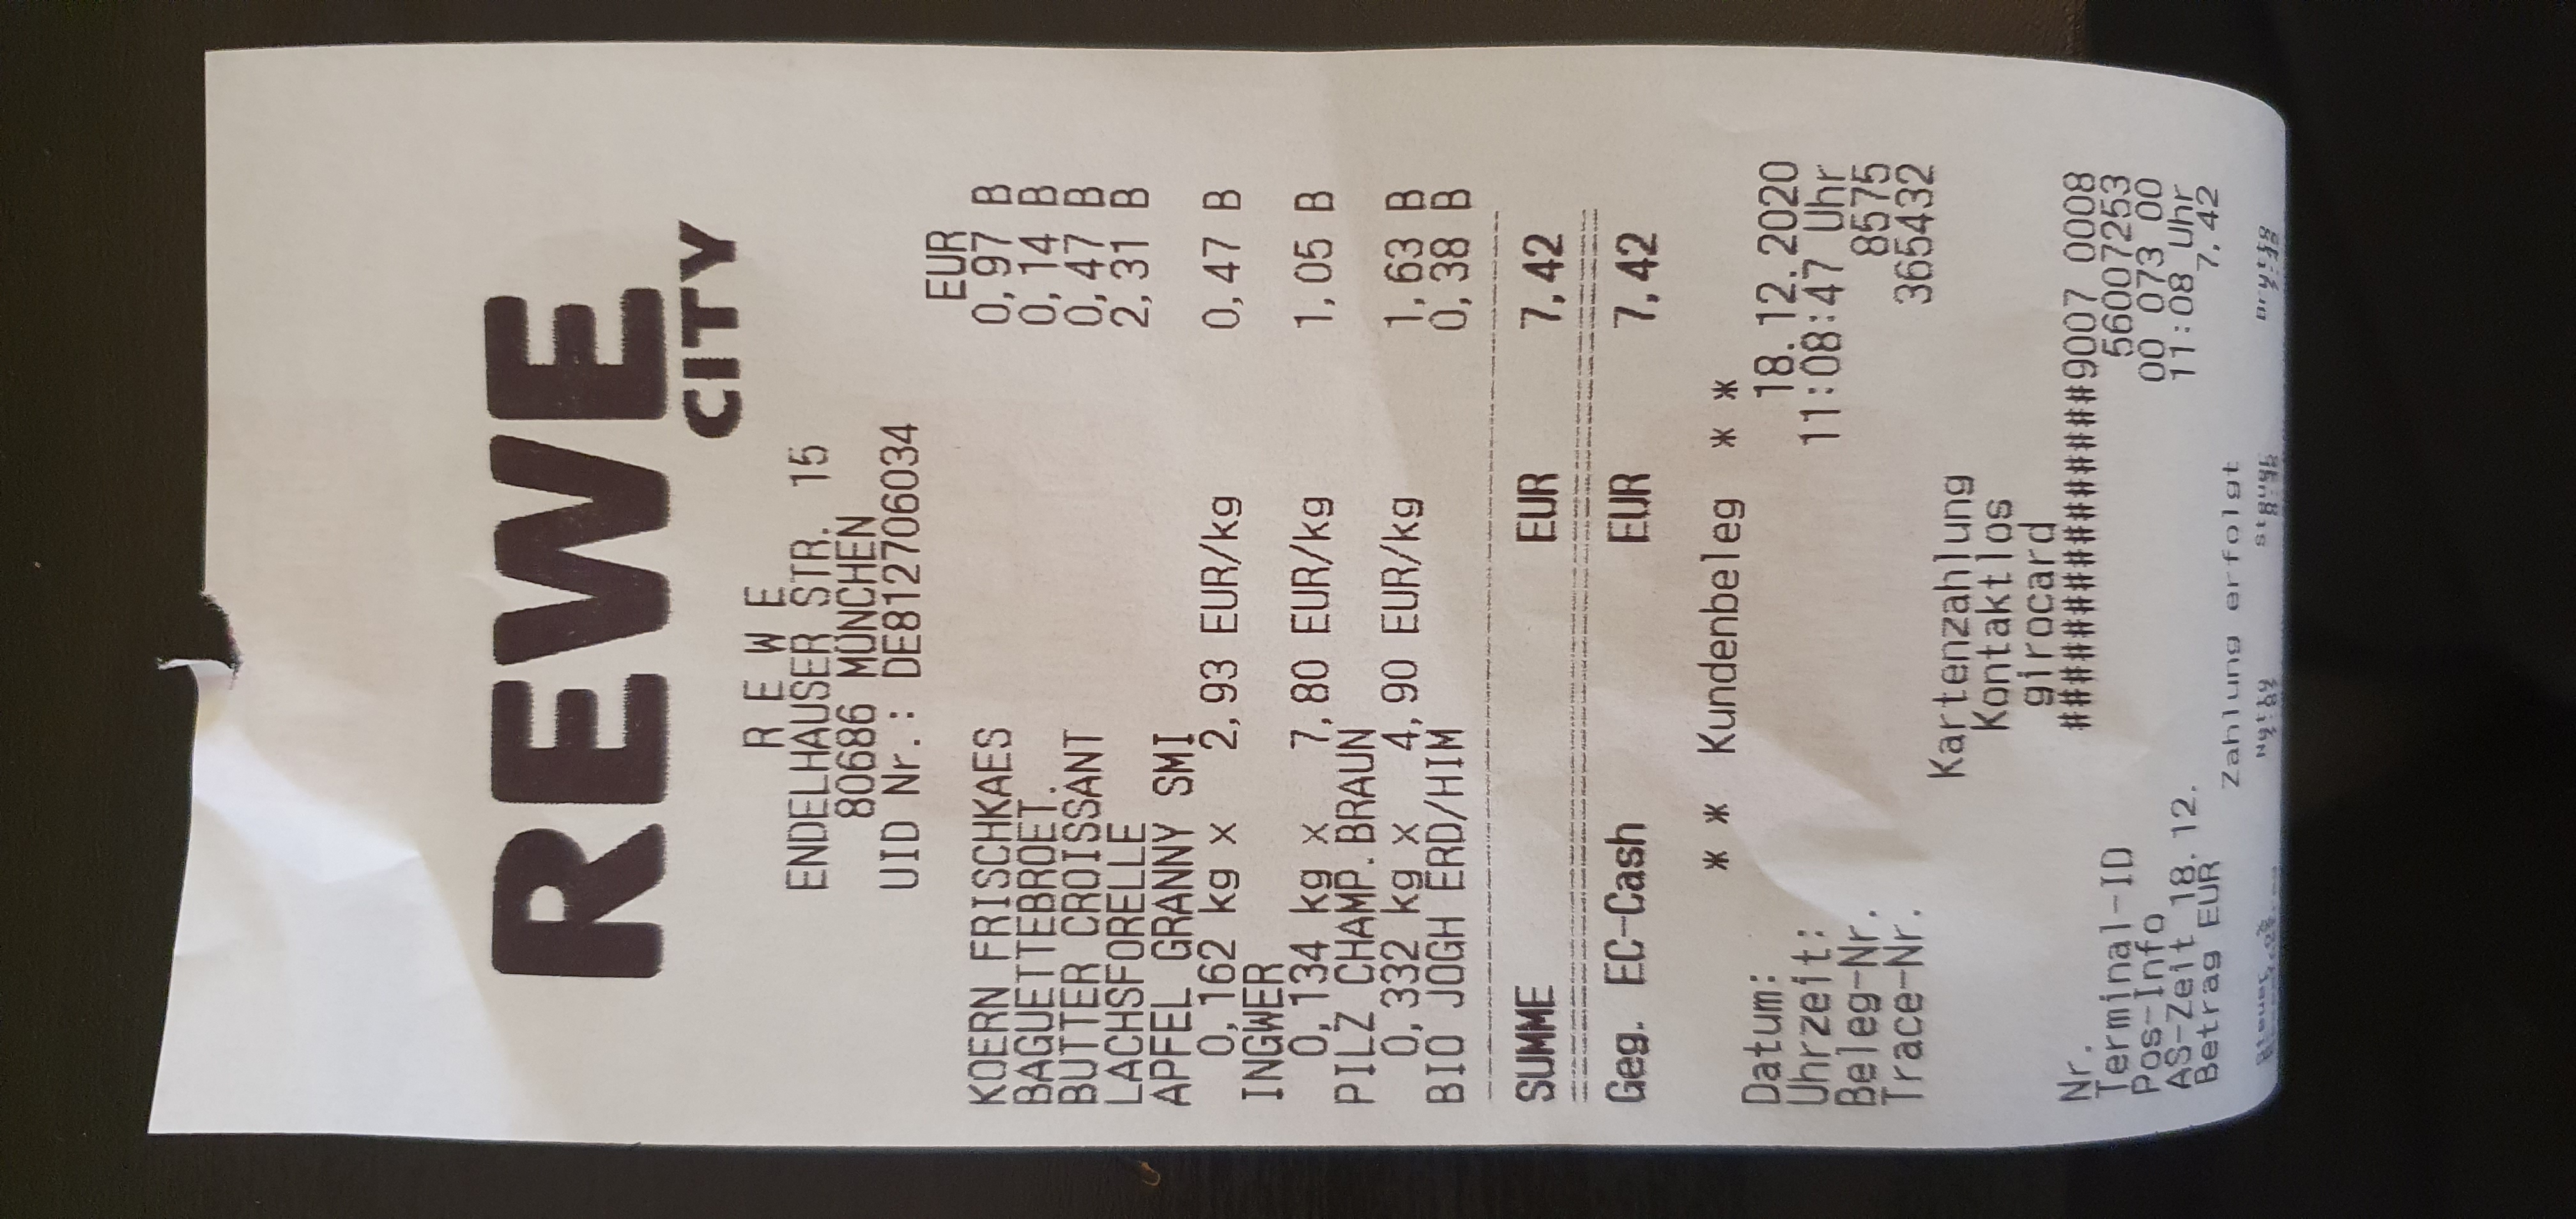 REWE
CITY
R E W E
ENDELHAUSER STR. 15
80686 MÜNCHEN
UID Nr.: DE812706034
EUR
KOERN FRISCHKAES 0,97 B
BAGUETTEBROET. 0,14 B
BUTTER CROISSANT 0,47 B
LACHSFORELLE 2,31 B
APFEL GRANNY SMI
0,162 kg x 2,93 EUR/kg 0,47 B
INGWER
0,134 kg x 7,80 EUR/kg 1,05 B
PILZ CHAMP.BRAUN
0,332 kg x 4,90 EUR/kg 1,63 B
BIO JOGH ERD/HIM 0,38 B
SUMME EUR 7,42
Geg. EC-Cash EUR 7,42
* * Kundenbeleg * *
Datum: 18.12.2020
Uhrzeit: 11:08:47 Uhr
Beleg-Nr. 8575
Trace-Nr. 365432
Kartenzahlung
Kontaktlos
girocard
Nr. ###############9007 0008
Terminal-ID 56007253
Pos-Info 00 073 00
AS-Zeit 18.12. 11:08 Uhr
Betrag EUR 7,42
Zahlung erfolgt
Steuer % Netto Steuer Brutto